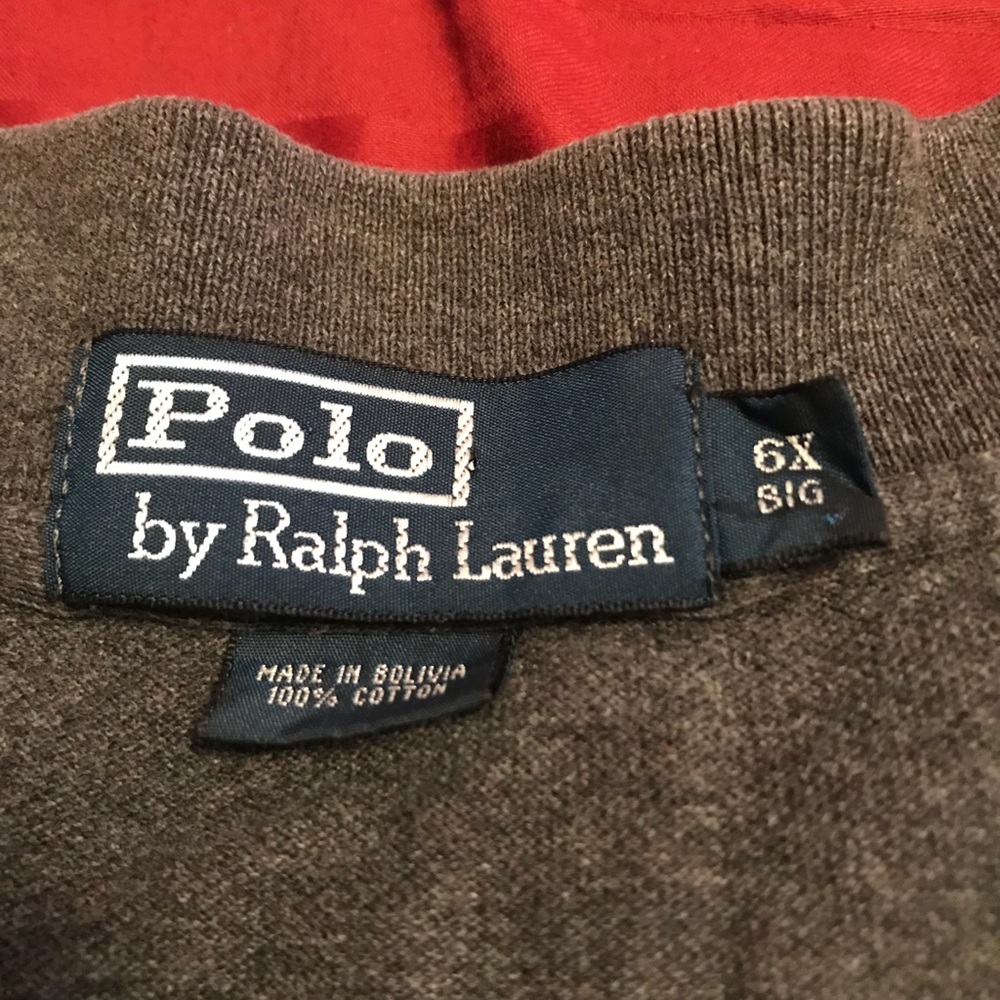 Polo
by Ralph Lauren
6X
BIG
MADE IN BOLIVIA
100% COTTON